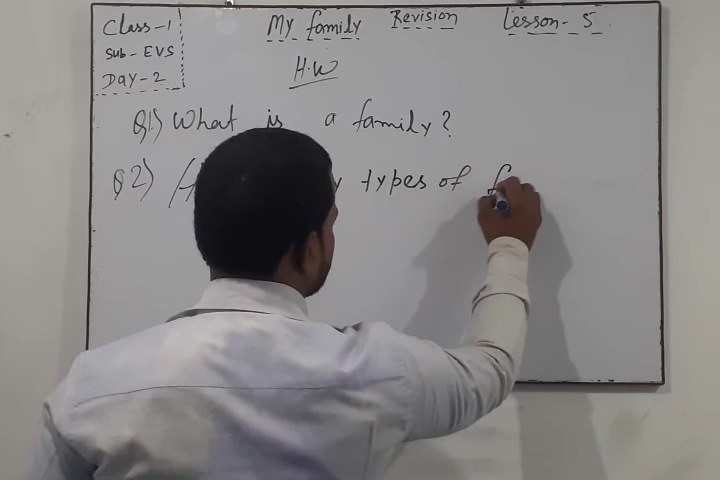 Class-1
Sub-EVS
Day-2
My family Revision Lesson-5
H.W
Q1) What is a family?
Q2) types of f